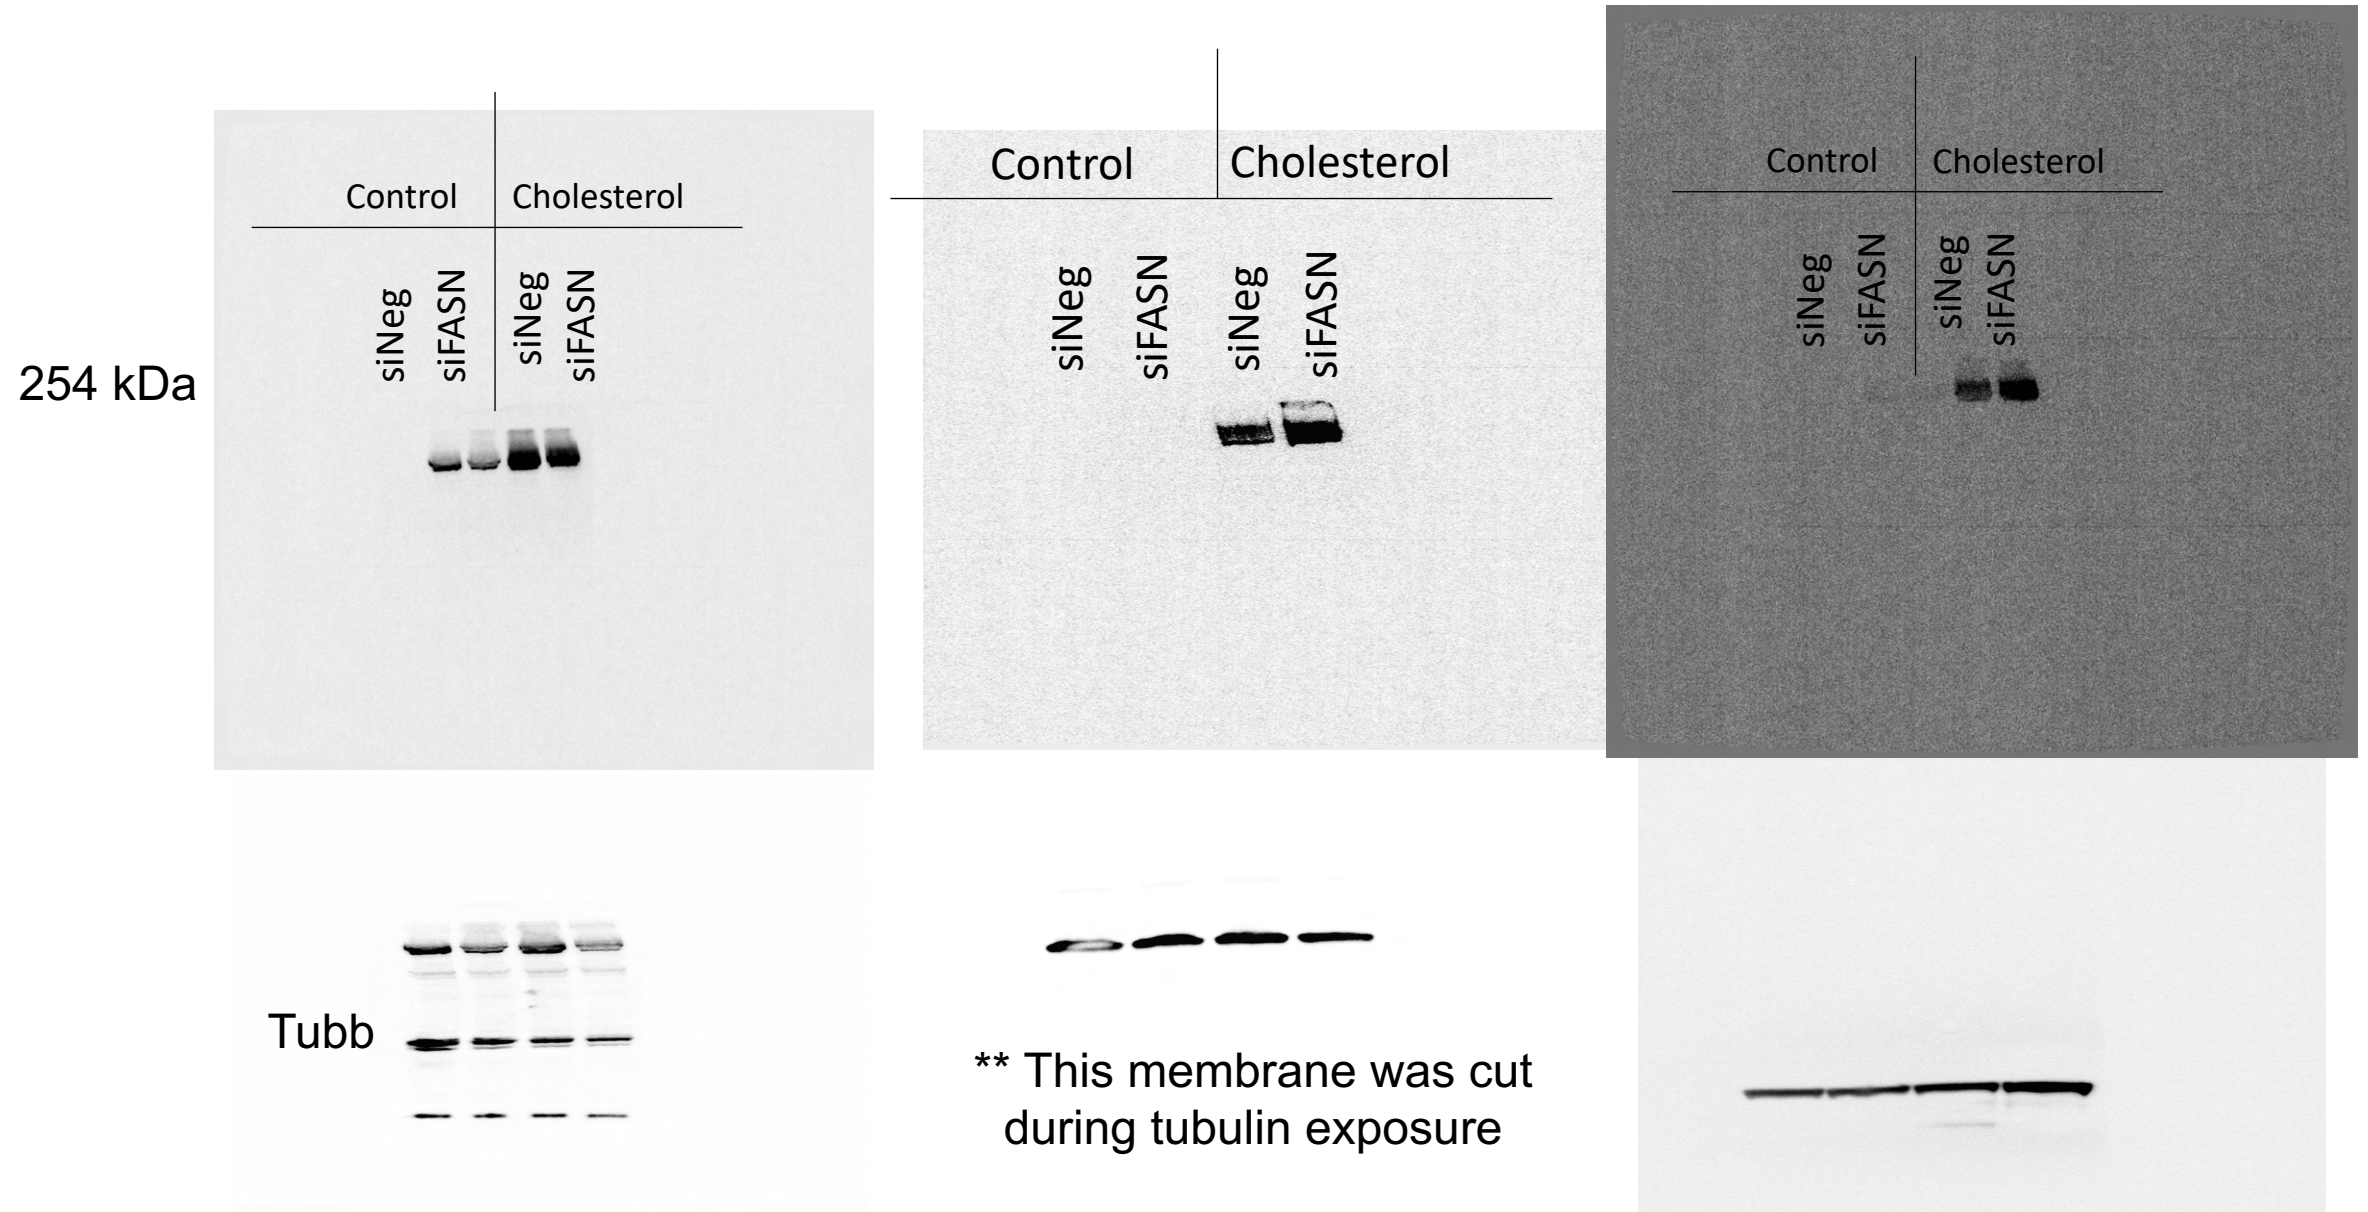 Control Cholesterol
siNeg siFASN siNeg siFASN
254 kDa
Control Cholesterol
siNeg siFASN siNeg siFASN
Control Cholesterol
siNeg siFASN siNeg siFASN
Tubb
** This membrane was cut
during tubulin exposure